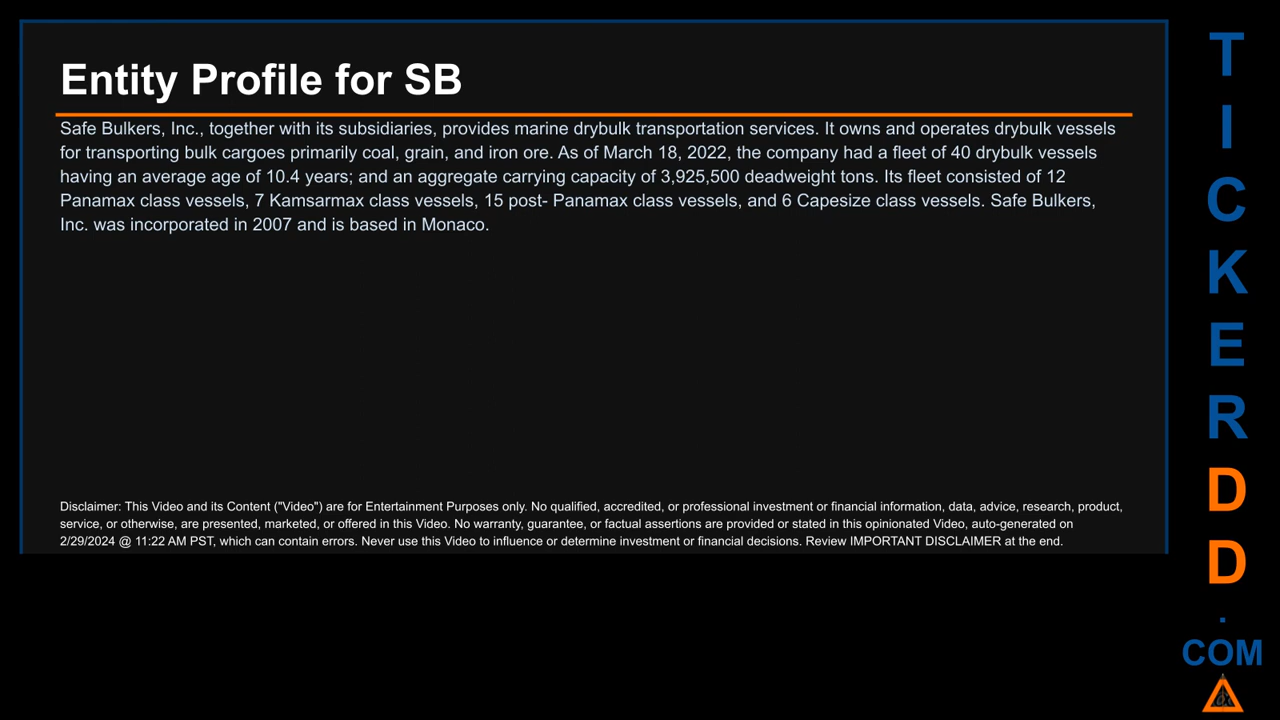 Entity Profile for SB
Safe Bulkers, Inc., together with its subsidiaries, provides marine drybulk transportation services. It owns and operates drybulk vessels
for transporting bulk cargoes primarily coal, grain, and iron ore. As of March 18, 2022, the company had a fleet of 40 drybulk vessels
having an average age of 10.4 years; and an aggregate carrying capacity of 3,925,500 deadweight tons. Its fleet consisted of 12
Panamax class vessels, 7 Kamsarmax class vessels, 15 post- Panamax class vessels, and 6 Capesize class vessels. Safe Bulkers,
Inc. was incorporated in 2007 and is based in Monaco.
Disclaimer: This Video and its Content ("Video") are for Entertainment Purposes only. No qualified, accredited, or professional investment or financial information, data, advice, research, product,
service, or otherwise, are presented, marketed, or offered in this Video. No warranty, guarantee, or factual assertions are provided or stated in this opinionated Video, auto-generated on
2/29/2024 @ 11:22 AM PST, which can contain errors. Never use this Video to influence or determine investment or financial decisions. Review IMPORTANT DISCLAIMER at the end.
T
I
C
K
E
R
D
D
.
COM